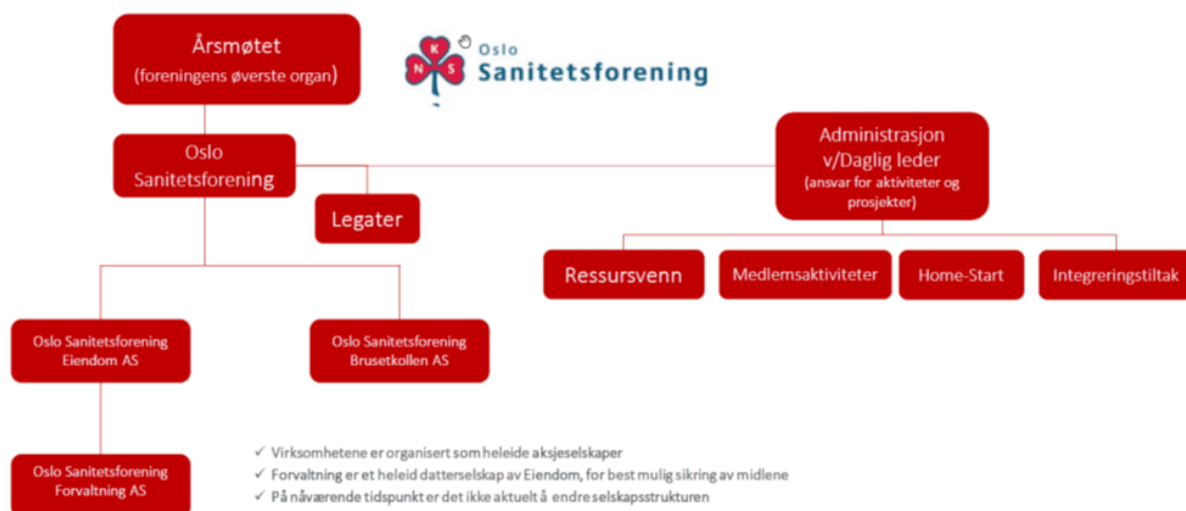 Årsmøtet
(foreningens øverste organ)
N K S
Oslo
Sanitetsforening
Oslo
Sanitetsforening
Administrasjon
v/Daglig leder
(ansvar for aktiviteter og
prosjekter)
Legater
Ressursvenn
Medlemsaktiviteter
Home-Start
Integreringstiltak
Oslo Sanitetsforening
Eiendom AS
Oslo Sanitetsforening
Brusetkollen AS
Oslo Sanitetsforening
Forvaltning AS
✓ Virksomhetene er organisert som heleide aksjeselskaper
✓ Forvaltning er et heleid datterselskap av Eiendom, for best mulig sikring av midlene
✓ På nåværende tidspunkt er det ikke aktuelt å endre selskapsstrukturen